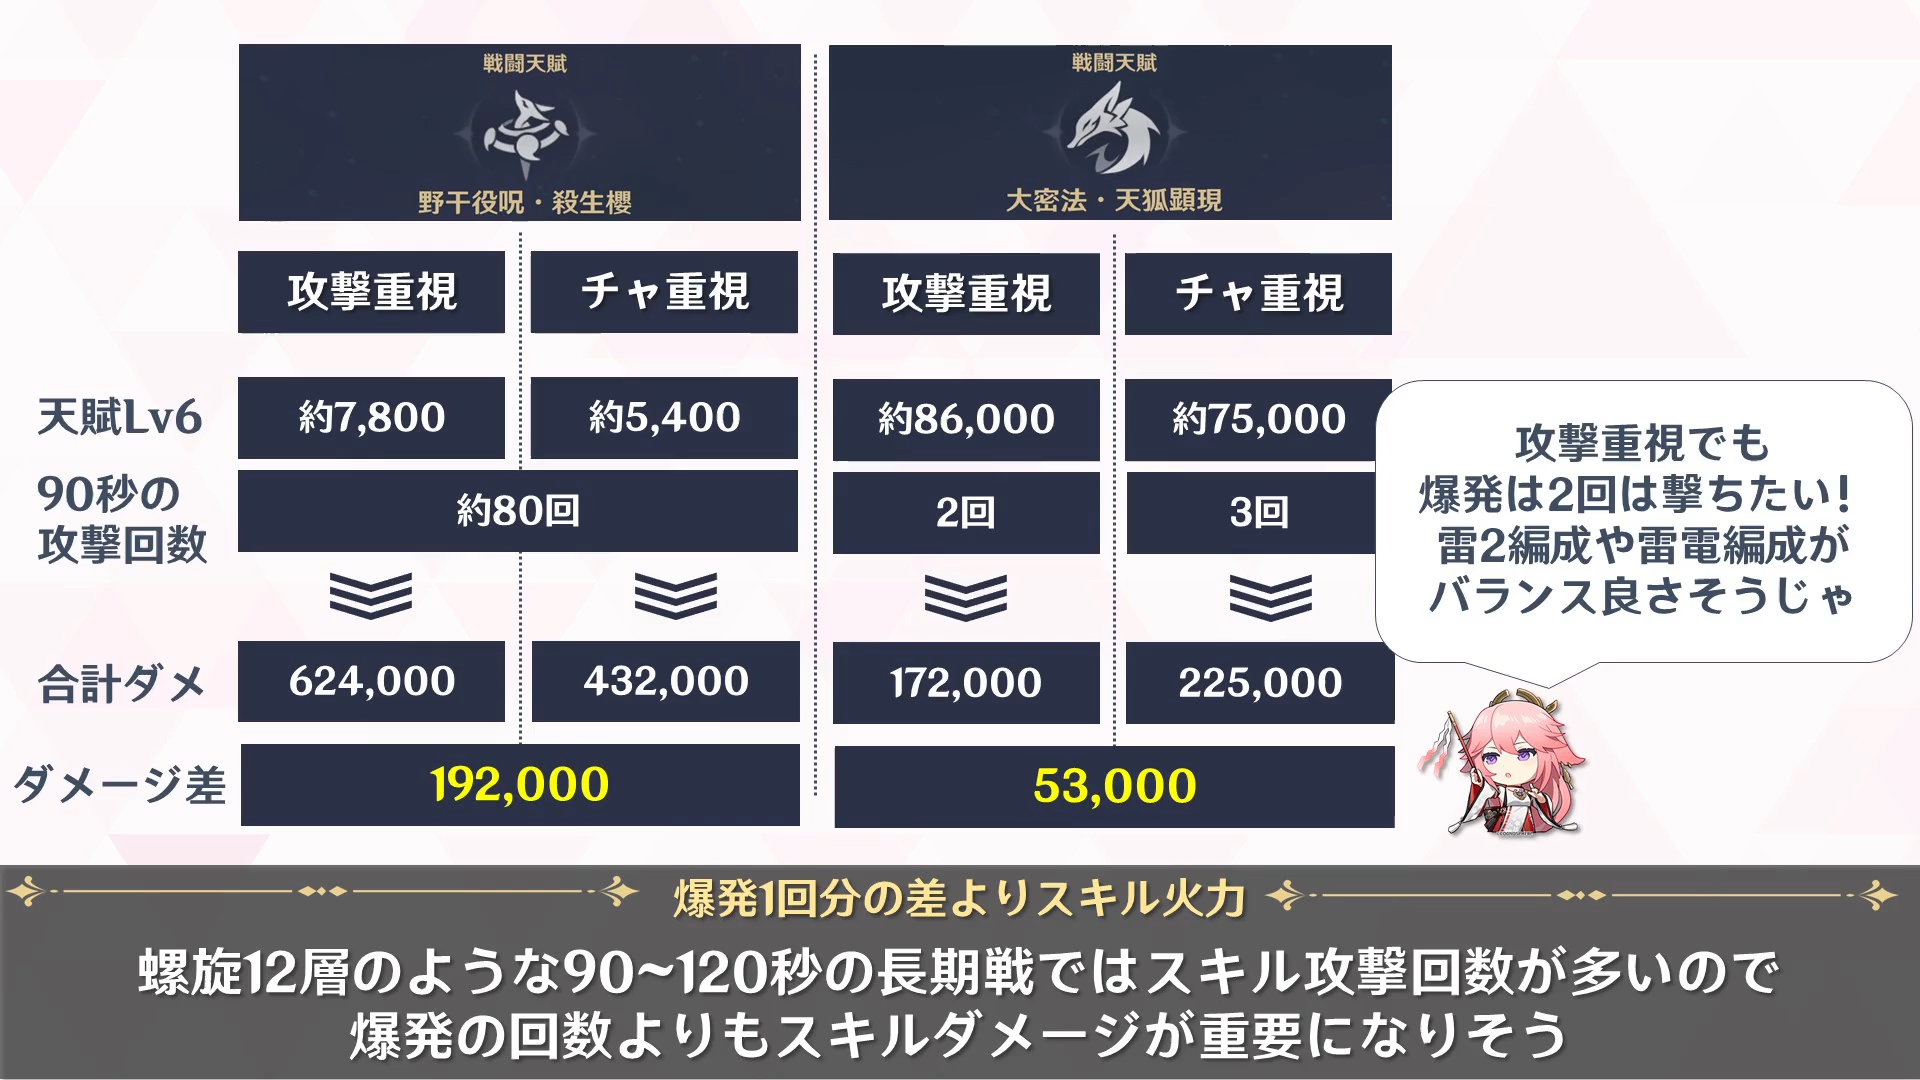 戦闘天賦
野干役呪・殺生櫻
戦闘天賦
大密法・天狐顕現
攻撃重視
チャ重視
攻撃重視
チャ重視
天賦Lv6
約7,800
約5,400
約86,000
約75,000
90秒の
攻撃回数
約80回
2回
3回
合計ダメ
624,000
432,000
172,000
225,000
ダメージ差
192,000
53,000
攻撃重視でも
爆発は2回は撃ちたい!
雷2編成や雷電編成が
バランス良さそうじゃ
爆発1回分の差よりスキル火力
螺旋12層のような90~120秒の長期戦ではスキル攻撃回数が多いので
爆発の回数よりもスキルダメージが重要になりそう